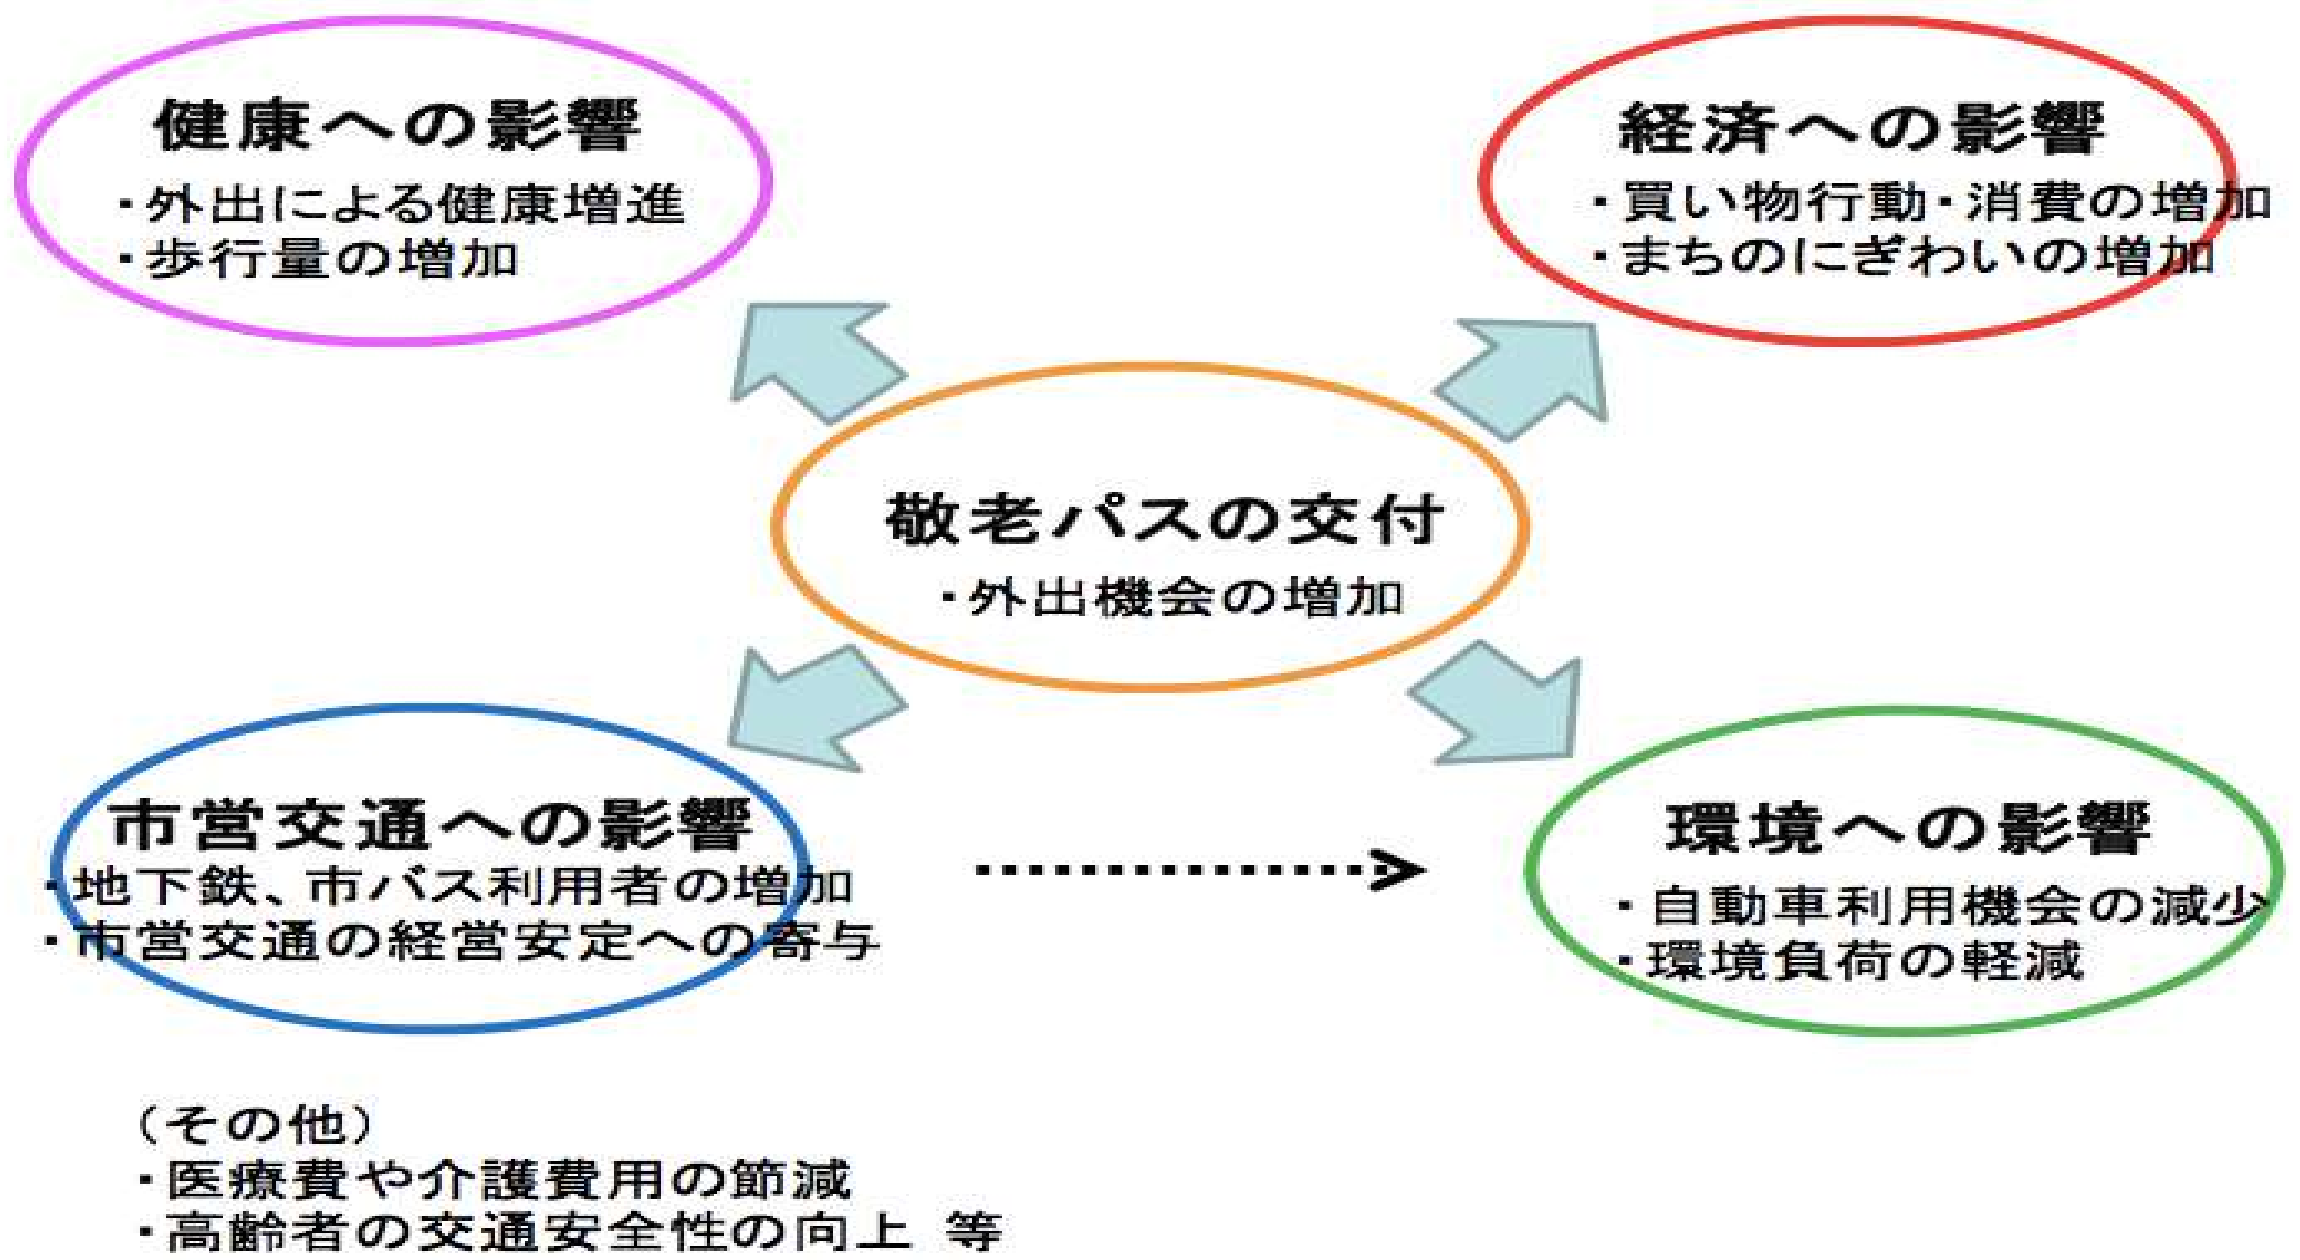 健康への影響
・外出による健康増進
・歩行量の増加
経済への影響
・買い物行動・消費の増加
・まちのにぎわいの増加
敬老パスの交付
・外出機会の増加
市営交通への影響
・地下鉄、市バス利用者の増加
・市営交通の経営安定への寄与
環境への影響
・自動車利用機会の減少
・環境負荷の軽減
（その他）
・医療費や介護費用の節減
・高齢者の交通安全性の向上 等